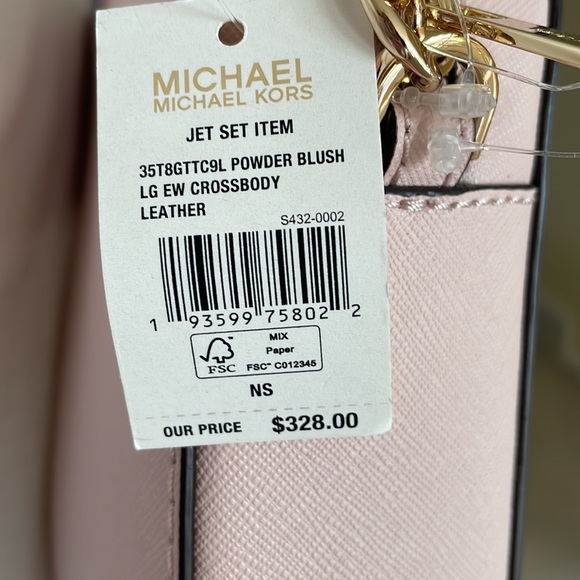 MICHAEL
MICHAEL KORS
JET SET ITEM
35T8GTTC9L POWDER BLUSH
LG EW CROSSBODY
LEATHER
S432-0002
1 93599 75802 2
FSC
MIX
Paper
FSC™ C012345
NS
OUR PRICE $328.00